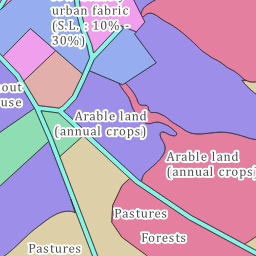 urban fabric
(S.L. : 10% -
30%)
out
use
Arable land
(annual crops)
Arable land
(annual crops)
Pastures
Forests
Pastures